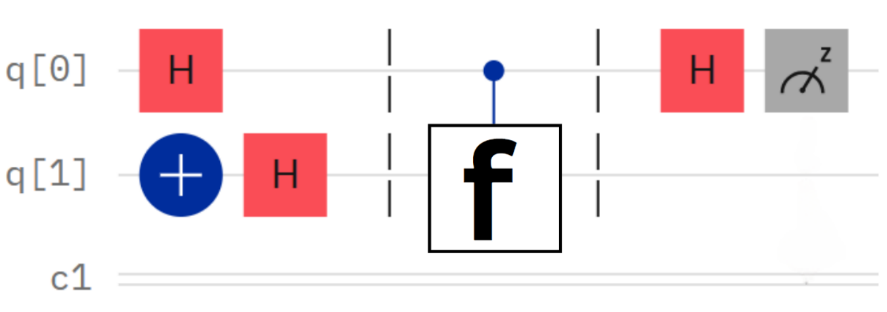 q[0] H H z
q[1] H f
c1